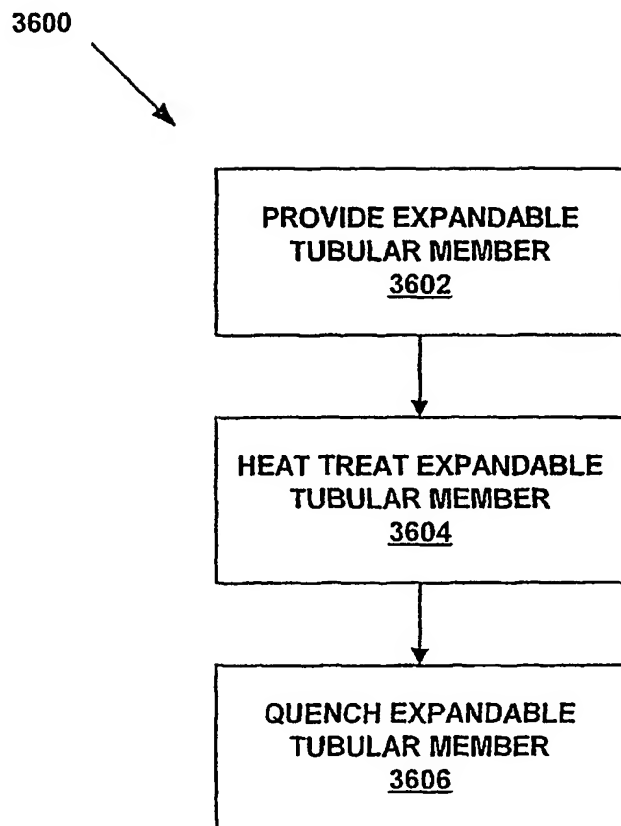 3600
PROVIDE EXPANDABLE
TUBULAR MEMBER
3602
HEAT TREAT EXPANDABLE
TUBULAR MEMBER
3604
QUENCH EXPANDABLE
TUBULAR MEMBER
3606